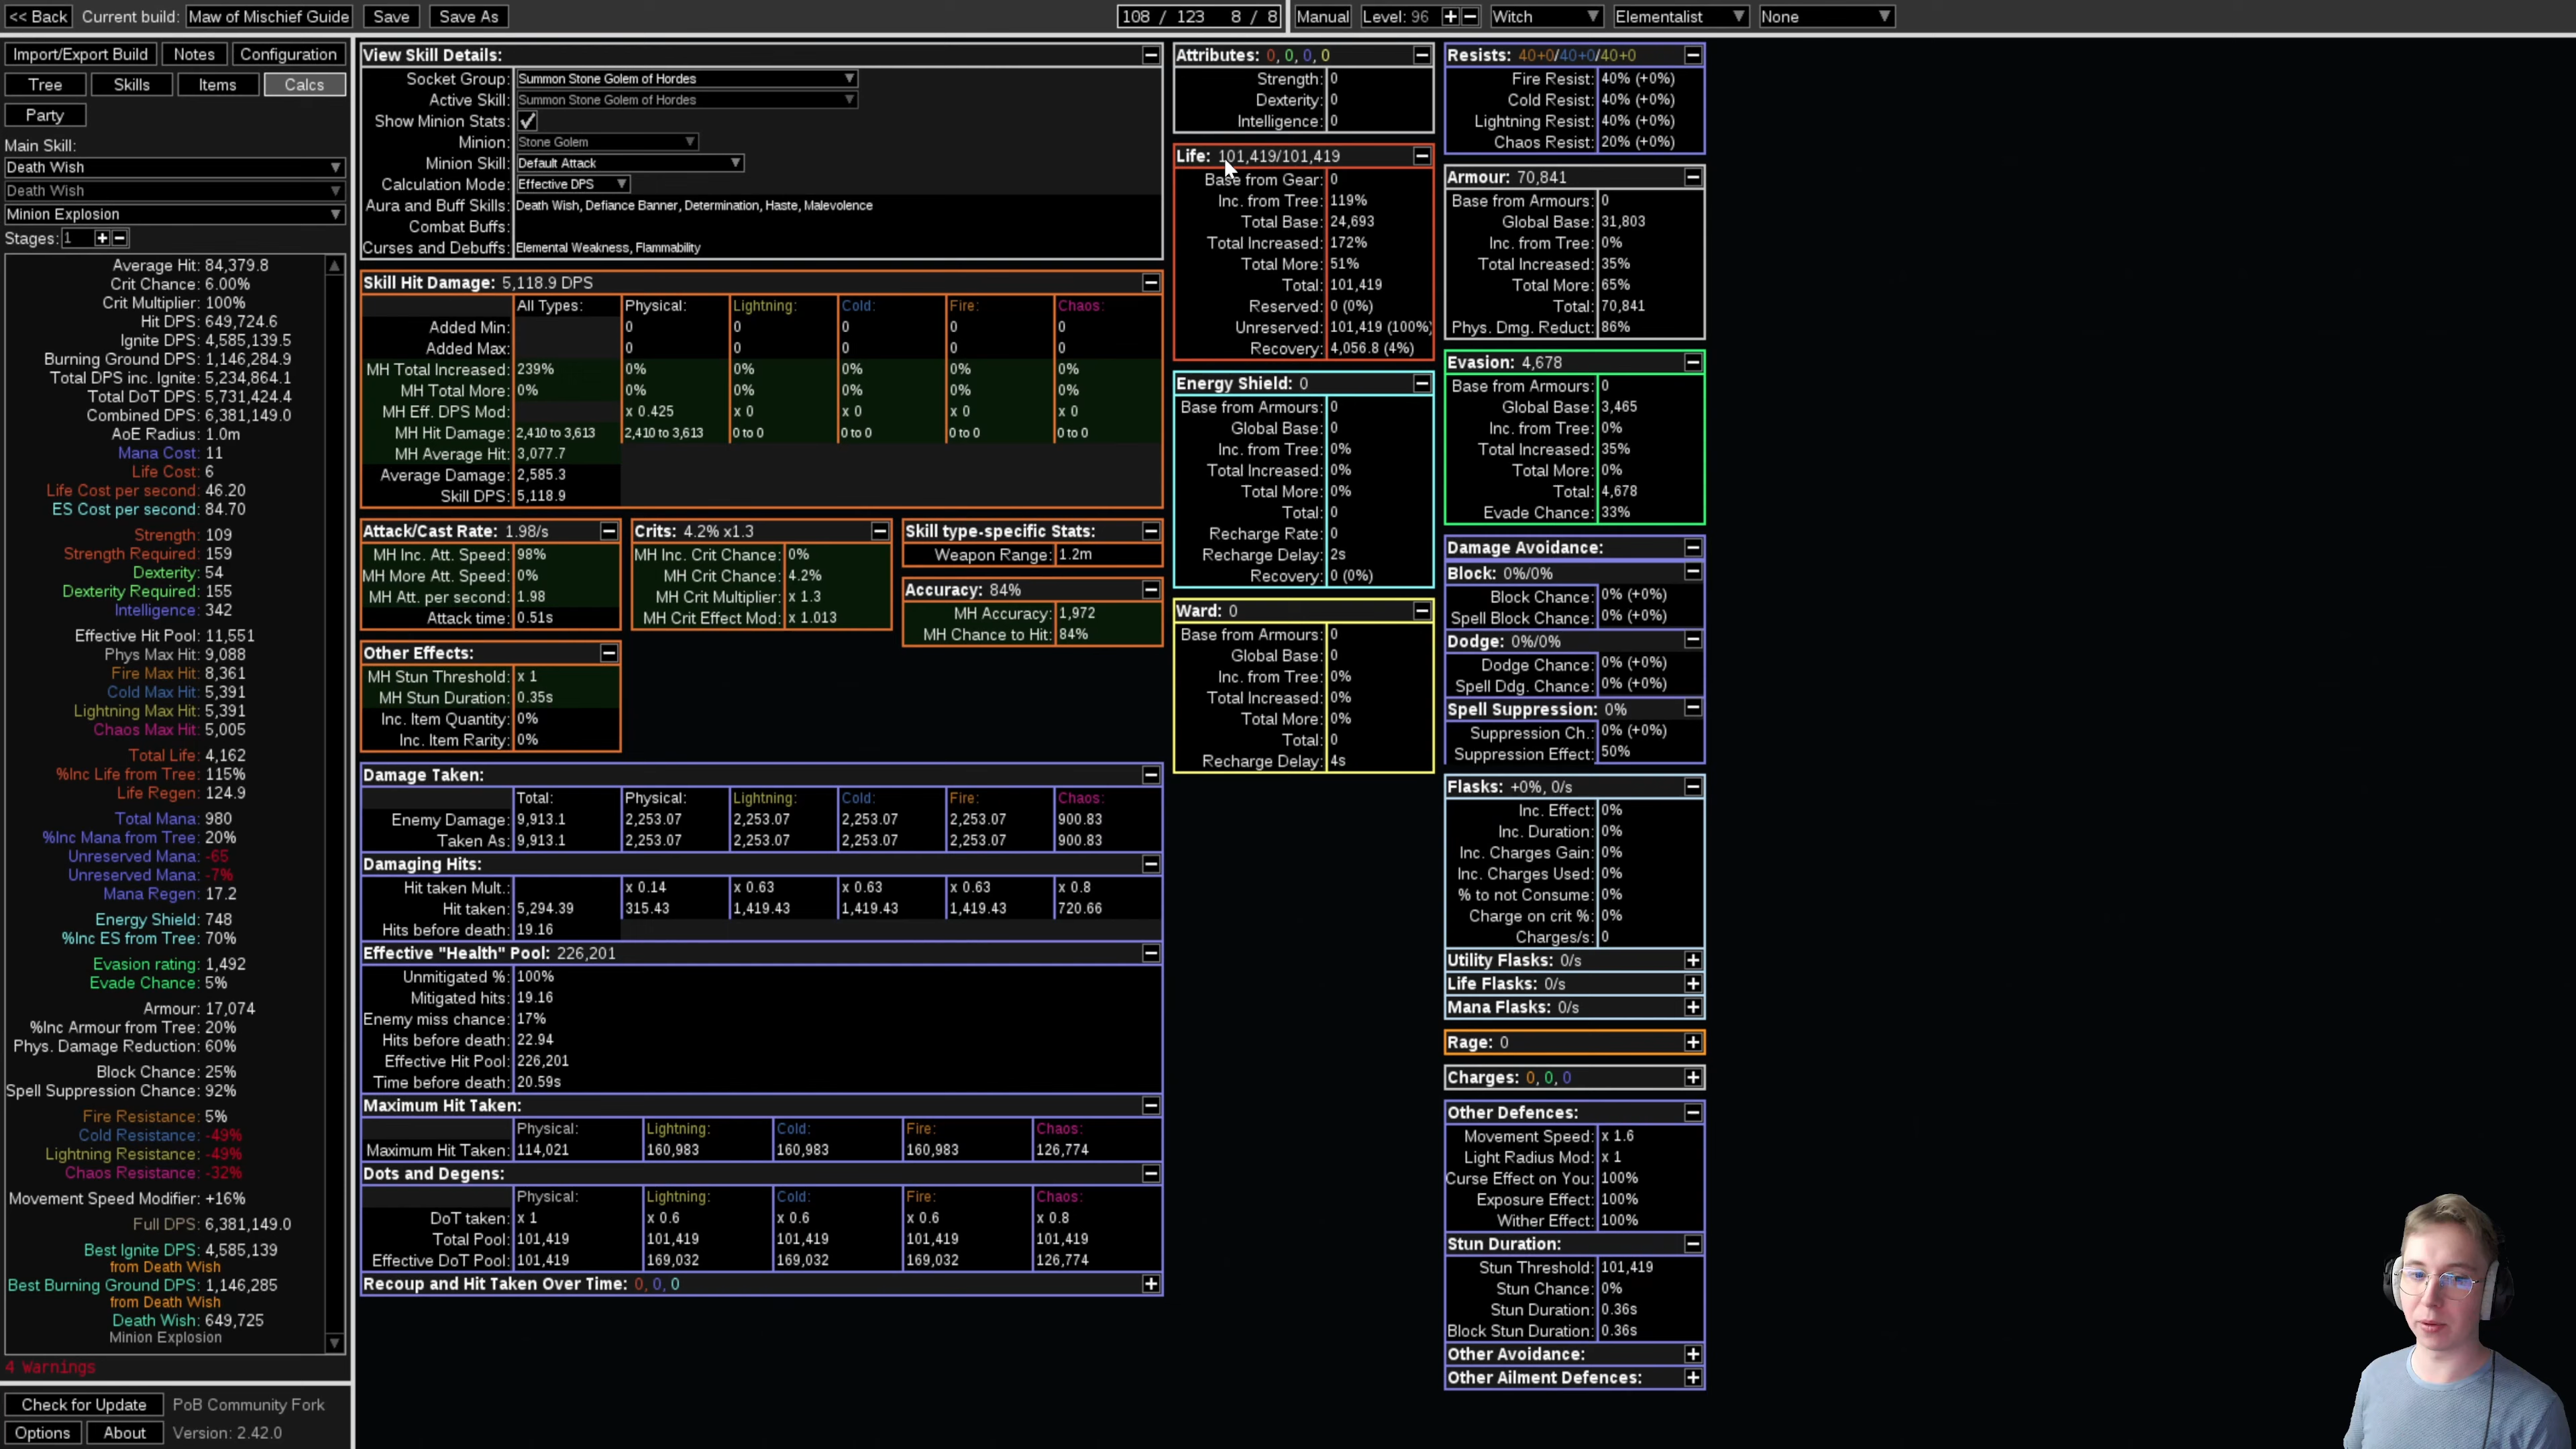 << Back Current build: Maw of Mischief Guide Save Save As 108 / 123 8 / 8 Manual Level: 96 + − Witch Elementalist None
Import/Export Build Notes Configuration
Tree Skills Items Calcs
Party
Main Skill:
Death Wish
Death Wish
Minion Explosion
Stages: 1 + −
Average Hit: 84,379.8
Crit Chance: 6.00%
Crit Multiplier: 100%
Hit DPS: 649,724.6
Ignite DPS: 4,585,139.5
Burning Ground DPS: 1,146,284.9
Total DPS inc. Ignite: 5,234,864.1
Total DoT DPS: 5,731,424.4
Combined DPS: 6,381,149.0
AoE Radius: 1.0m
Mana Cost: 11
Life Cost: 6
Life Cost per second: 46.20
ES Cost per second: 84.70
Strength: 109
Strength Required: 159
Dexterity: 54
Dexterity Required: 155
Intelligence: 342
Effective Hit Pool: 11,551
Phys Max Hit: 9,088
Fire Max Hit: 8,361
Cold Max Hit: 5,391
Lightning Max Hit: 5,391
Chaos Max Hit: 5,005
Total Life: 4,162
%Inc Life from Tree: 115%
Life Regen: 124.9
Total Mana: 980
%Inc Mana from Tree: 20%
Unreserved Mana: -65
Unreserved Mana: -7%
Mana Regen: 17.2
Energy Shield: 748
%Inc ES from Tree: 70%
Evasion rating: 1,492
Evade Chance: 5%
Armour: 17,074
%Inc Armour from Tree: 20%
Phys. Damage Reduction: 60%
Block Chance: 25%
Spell Suppression Chance: 92%
Fire Resistance: 5%
Cold Resistance: -49%
Lightning Resistance: -49%
Chaos Resistance: -32%
Movement Speed Modifier: +16%
Full DPS: 6,381,149.0
Best Ignite DPS: 4,585,139
from Death Wish
Best Burning Ground DPS: 1,146,285
from Death Wish
Death Wish: 649,725
Minion Explosion
4 Warnings
Check for Update PoB Community Fork
Options About Version: 2.42.0
View Skill Details:
Socket Group: Summon Stone Golem of Hordes
Active Skill: Summon Stone Golem of Hordes
Show Minion Stats:
Minion: Stone Golem
Minion Skill: Default Attack
Calculation Mode: Effective DPS
Aura and Buff Skills: Death Wish, Defiance Banner, Determination, Haste, Malevolence
Combat Buffs:
Curses and Debuffs: Elemental Weakness, Flammability
Skill Hit Damage: 5,118.9 DPS
All Types: Physical: Lightning: Cold: Fire: Chaos:
Added Min: 0 0 0 0 0
Added Max: 0 0 0 0 0
MH Total Increased: 239% 0% 0% 0% 0% 0%
MH Total More: 0% 0% 0% 0% 0% 0%
MH Eff. DPS Mod: x 0.425 x 0 x 0 x 0 x 0
MH Hit Damage: 2,410 to 3,613 2,410 to 3,613 0 to 0 0 to 0 0 to 0 0 to 0
MH Average Hit: 3,077.7
Average Damage: 2,585.3
Skill DPS: 5,118.9
Attack/Cast Rate: 1.98/s
MH Inc. Att. Speed: 98%
MH More Att. Speed: 0%
MH Att. per second: 1.98
Attack time: 0.51s
Crits: 4.2% x1.3
MH Inc. Crit Chance: 0%
MH Crit Chance: 4.2%
MH Crit Multiplier: x 1.3
MH Crit Effect Mod: x 1.013
Skill type-specific Stats:
Weapon Range: 1.2m
Accuracy: 84%
MH Accuracy: 1,972
MH Chance to Hit: 84%
Other Effects:
MH Stun Threshold: x 1
MH Stun Duration: 0.35s
Inc. Item Quantity: 0%
Inc. Item Rarity: 0%
Damage Taken:
Total: Physical: Lightning: Cold: Fire: Chaos:
Enemy Damage: 9,913.1 2,253.07 2,253.07 2,253.07 2,253.07 900.83
Taken As: 9,913.1 2,253.07 2,253.07 2,253.07 2,253.07 900.83
Damaging Hits:
Hit taken Mult.: x 0.14 x 0.63 x 0.63 x 0.63 x 0.8
Hit taken: 5,294.39 315.43 1,419.43 1,419.43 1,419.43 720.66
Hits before death: 19.16
Effective "Health" Pool: 226,201
Unmitigated %: 100%
Mitigated hits: 19.16
Enemy miss chance: 17%
Hits before death: 22.94
Effective Hit Pool: 226,201
Time before death: 20.59s
Maximum Hit Taken:
Physical: Lightning: Cold: Fire: Chaos:
Maximum Hit Taken: 114,021 160,983 160,983 160,983 126,774
Dots and Degens:
Physical: Lightning: Cold: Fire: Chaos:
DoT taken: x 1 x 0.6 x 0.6 x 0.6 x 0.8
Total Pool: 101,419 101,419 101,419 101,419 101,419
Effective DoT Pool: 101,419 169,032 169,032 169,032 126,774
Recoup and Hit Taken Over Time: 0, 0, 0
Attributes: 0, 0, 0, 0
Strength: 0
Dexterity: 0
Intelligence: 0
Life: 101,419/101,419
Base from Gear: 0
Inc. from Tree: 119%
Total Base: 24,693
Total Increased: 172%
Total More: 51%
Total: 101,419
Reserved: 0 (0%)
Unreserved: 101,419 (100%)
Recovery: 4,056.8 (4%)
Energy Shield: 0
Base from Armours: 0
Global Base: 0
Inc. from Tree: 0%
Total Increased: 0%
Total More: 0%
Total: 0
Recharge Rate: 0
Recharge Delay: 2s
Recovery: 0 (0%)
Ward: 0
Base from Armours: 0
Global Base: 0
Inc. from Tree: 0%
Total Increased: 0%
Total More: 0%
Total: 0
Recharge Delay: 4s
Resists: 40+0/40+0/40+0
Fire Resist: 40% (+0%)
Cold Resist: 40% (+0%)
Lightning Resist: 40% (+0%)
Chaos Resist: 20% (+0%)
Armour: 70,841
Base from Armours: 0
Global Base: 31,803
Inc. from Tree: 0%
Total Increased: 35%
Total More: 65%
Total: 70,841
Phys. Dmg. Reduct: 86%
Evasion: 4,678
Base from Armours: 0
Global Base: 3,465
Inc. from Tree: 0%
Total Increased: 35%
Total More: 0%
Total: 4,678
Evade Chance: 33%
Damage Avoidance:
Block: 0%/0%
Block Chance: 0% (+0%)
Spell Block Chance: 0% (+0%)
Dodge: 0%/0%
Dodge Chance: 0% (+0%)
Spell Ddg. Chance: 0% (+0%)
Spell Suppression: 0%
Suppression Ch.: 0% (+0%)
Suppression Effect: 50%
Flasks: +0%, 0/s
Inc. Effect: 0%
Inc. Duration: 0%
Inc. Charges Gain: 0%
Inc. Charges Used: 0%
% to not Consume: 0%
Charge on crit %: 0%
Charges/s: 0
Utility Flasks: 0/s
Life Flasks: 0/s
Mana Flasks: 0/s
Rage: 0
Charges: 0, 0, 0
Other Defences:
Movement Speed: x 1.6
Light Radius Mod: x 1
Curse Effect on You: 100%
Exposure Effect: 100%
Wither Effect: 100%
Stun Duration:
Stun Threshold: 101,419
Stun Chance: 0%
Stun Duration: 0.36s
Block Stun Duration: 0.36s
Other Avoidance:
Other Ailment Defences: